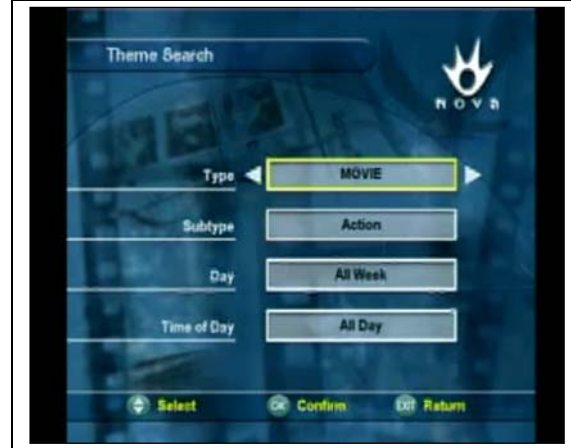 Theme Search
NOVA
Type MOVIE
Subtype Action
Day All Week
Time of Day All Day
Select OK Confirm EXIT Return